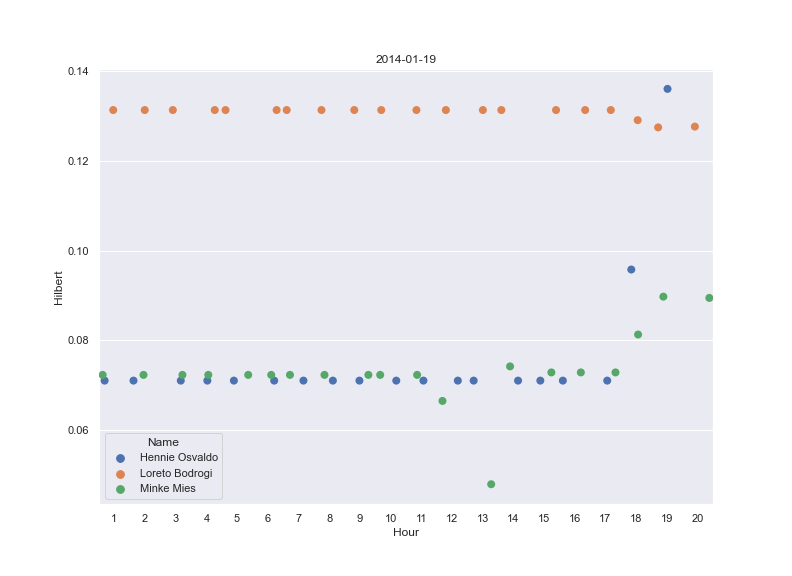 2014-01-19
0.14
0.12
0.10
0.08
0.06
Hilbert
Name
Hennie Osvaldo
Loreto Bodrogi
Minke Mies
1 2 3 4 5 6 7 8 9 10 11 12 13 14 15 16 17 18 19 20
Hour